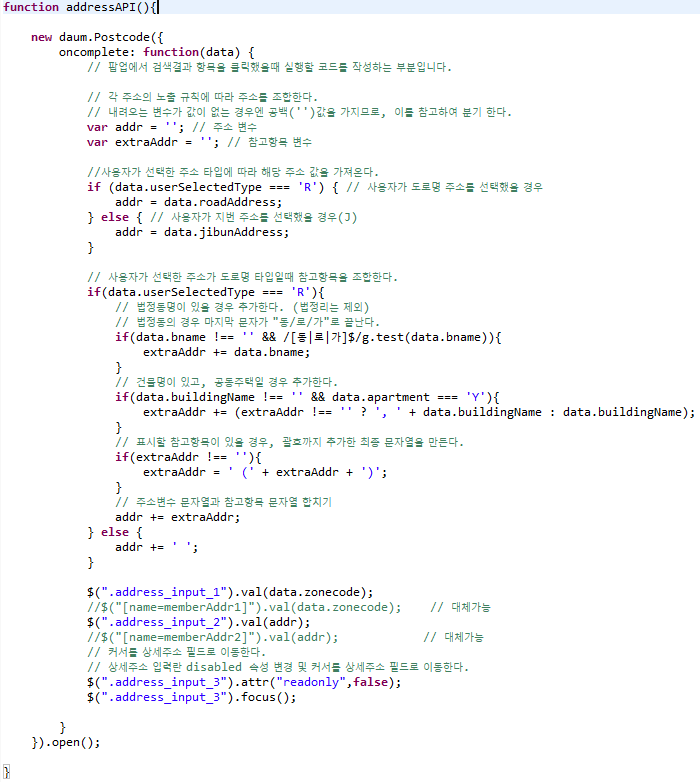 function addressAPI(){
new daum.Postcode({
oncomplete: function(data) {
// 팝업에서 검색결과 항목을 클릭했을때 실행할 코드를 작성하는 부분입니다.
// 각 주소의 노출 규칙에 따라 주소를 조합한다.
// 내려오는 변수가 값이 없는 경우엔 공백('')값을 가지므로, 이를 참고하여 분기 한다.
var addr = ''; // 주소 변수
var extraAddr = ''; // 참고항목 변수
//사용자가 선택한 주소 타입에 따라 해당 주소 값을 가져온다.
if (data.userSelectedType === 'R') { // 사용자가 도로명 주소를 선택했을 경우
addr = data.roadAddress;
} else { // 사용자가 지번 주소를 선택했을 경우(J)
addr = data.jibunAddress;
}
// 사용자가 선택한 주소가 도로명 타입일때 참고항목을 조합한다.
if(data.userSelectedType === 'R'){
// 법정동명이 있을 경우 추가한다. (법정리는 제외)
// 법정동의 경우 마지막 문자가 "동/로/가"로 끝난다.
if(data.bname !== '' && /[동|로|가]$/g.test(data.bname)){
extraAddr += data.bname;
}
// 건물명이 있고, 공동주택일 경우 추가한다.
if(data.buildingName !== '' && data.apartment === 'Y'){
extraAddr += (extraAddr !== '' ? ', ' + data.buildingName : data.buildingName);
}
// 표시할 참고항목이 있을 경우, 괄호까지 추가한 최종 문자열을 만든다.
if(extraAddr !== ''){
extraAddr = ' (' + extraAddr + ')';
}
// 주소변수 문자열과 참고항목 문자열 합치기
addr += extraAddr;
} else {
addr += ' ';
}
$(".address_input_1").val(data.zonecode);
//$("[name=memberAddr1]").val(data.zonecode); // 대체가능
$(".address_input_2").val(addr);
//$("[name=memberAddr2]").val(addr); // 대체가능
// 커서를 상세주소 필드로 이동한다.
// 상세주소 입력란 disabled 속성 변경 및 커서를 상세주소 필드로 이동한다.
$(".address_input_3").attr("readonly",false);
$(".address_input_3").focus();
}
}).open();
}